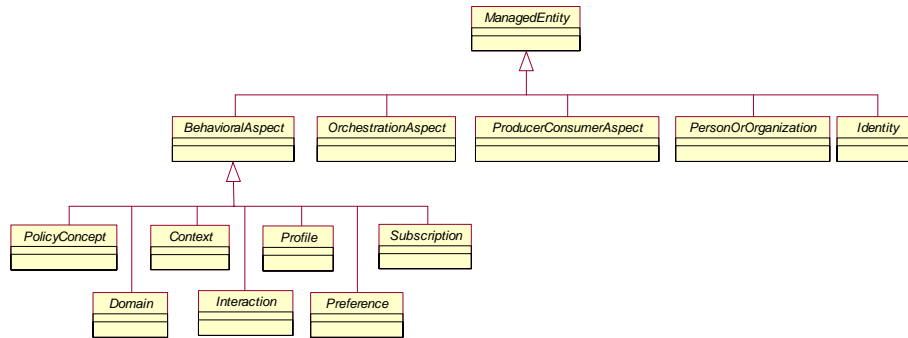 ManagedEntity
BehavioralAspect
OrchestrationAspect
ProducerConsumerAspect
PersonOrOrganization
Identity
PolicyConcept
Context
Profile
Subscription
Domain
Interaction
Preference